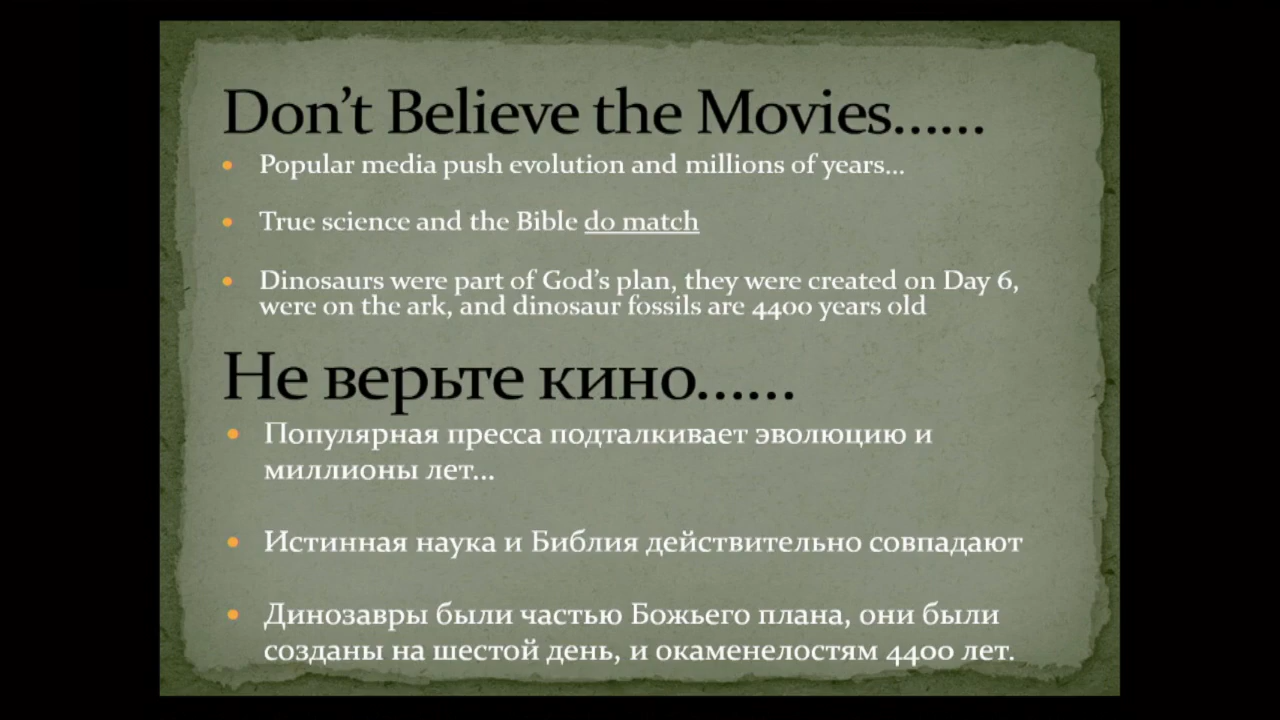 Don’t Believe the Movies……
• Popular media push evolution and millions of years…
• True science and the Bible do match
• Dinosaurs were part of God’s plan, they were created on Day 6,
were on the ark, and dinosaur fossils are 4400 years old
Не верьте кино……
• Популярная пресса подталкивает эволюцию и
миллионы лет…
• Истинная наука и Библия действительно совпадают
• Динозавры были частью Божьего плана, они были
созданы на шестой день, и окаменелостям 4400 лет.